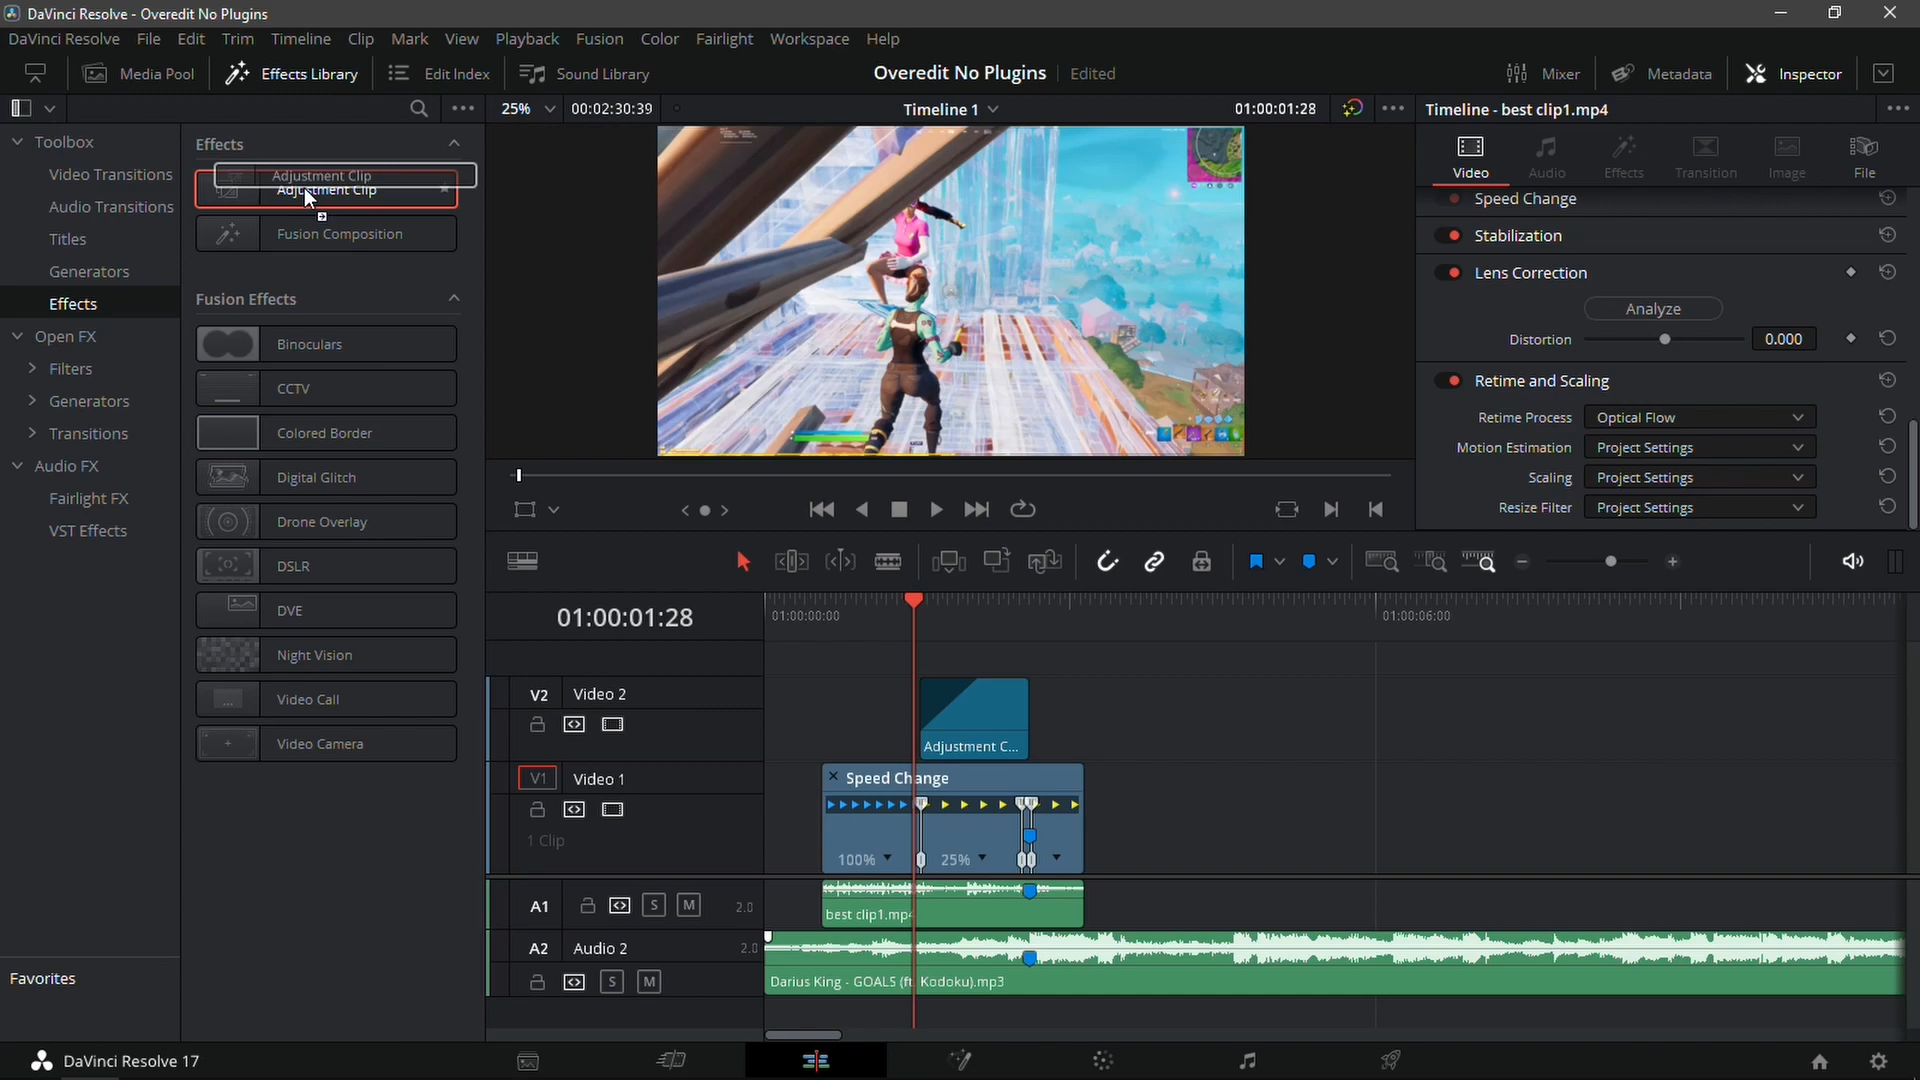 DaVinci Resolve - Overedit No Plugins
DaVinci Resolve File Edit Trim Timeline Clip Mark View Playback Fusion Color Fairlight Workspace Help
Media Pool Effects Library Edit Index Sound Library Overedit No Plugins Edited Mixer Metadata Inspector
25% 00:02:30:39 Timeline 1 01:00:01:28 Timeline - best clip1.mp4
Toolbox
Video Transitions
Audio Transitions
Titles
Generators
Effects
Open FX
Filters
Generators
Transitions
Audio FX
Fairlight FX
VST Effects
Favorites
Effects
Adjustment Clip
Adjustment Clip
Fusion Composition
Fusion Effects
Binoculars
CCTV
Colored Border
Digital Glitch
Drone Overlay
DSLR
DVE
Night Vision
Video Call
Video Camera
Video Audio Effects Transition Image File
Speed Change
Stabilization
Lens Correction
Analyze
Distortion 0.000
Retime and Scaling
Retime Process Optical Flow
Motion Estimation Project Settings
Scaling Project Settings
Resize Filter Project Settings
01:00:01:28 01:00:00:00 01:00:06:00
V2 Video 2
Adjustment C...
V1 Video 1 Speed Change
1 Clip
100% 25%
A1 S M 2.0
best clip1.mp4
A2 Audio 2 2.0
S M
Darius King - GOALS (ft. Kodoku).mp3
DaVinci Resolve 17